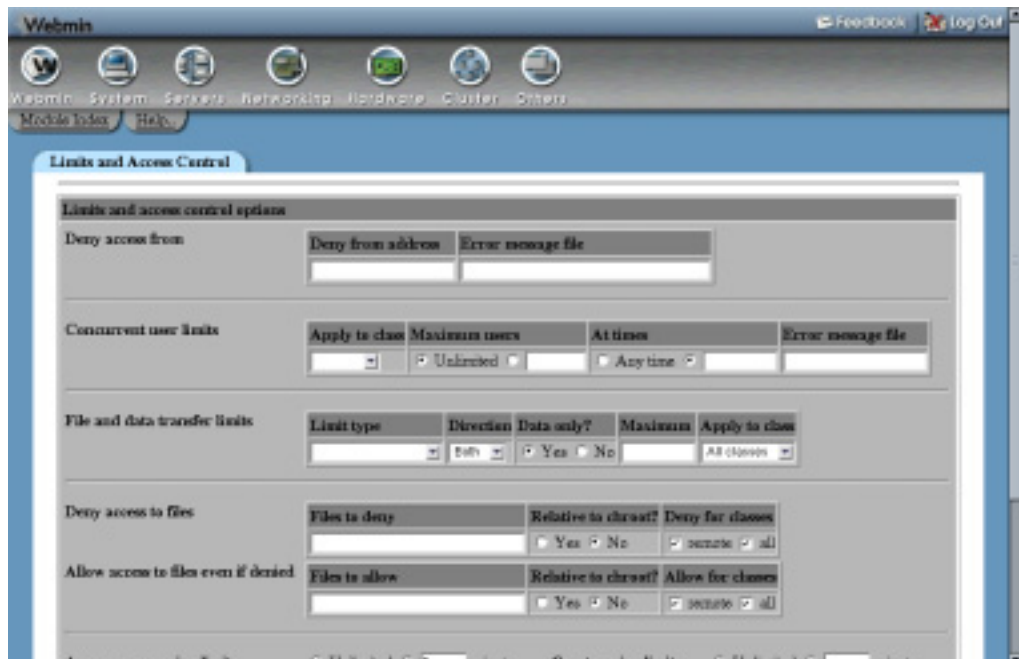 Webmin
Feedback Log Out
Webmin System Servers Networking Hardware Cluster Others
Module Index Help..
Limits and Access Control
Limits and access control options
Deny access from
Deny from address Error message file
Concurrent user limits
Apply to class Maximum users At times Error message file
Unlimited Any time
File and data transfer limits
Limit type Direction Data only? Maximum Apply to class
Both Yes No All classes
Deny access to files
Files to deny Relative to chroot? Deny for classes
Yes No remote all
Allow access to files even if denied
Files to allow Relative to chroot? Allow for classes
Yes No remote all